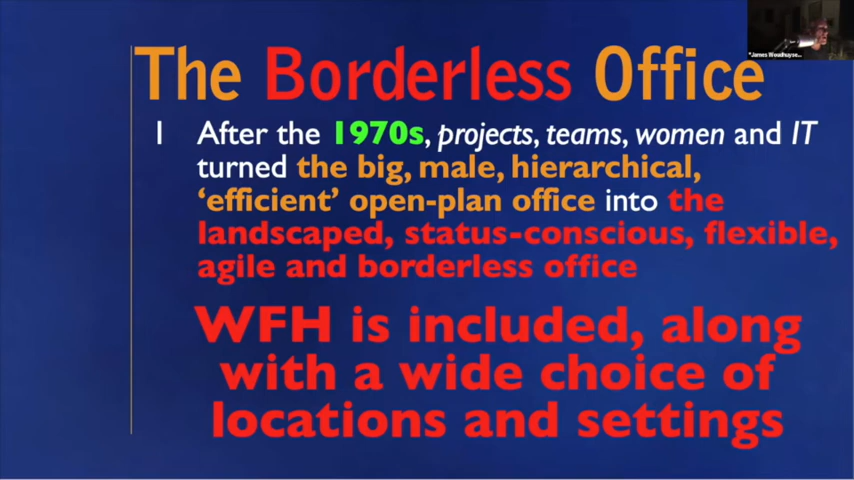 The Borderless Office
1 After the 1970s, projects, teams, women and IT
turned the big, male, hierarchical,
‘efficient’ open-plan office into the
landscaped, status-conscious, flexible,
agile and borderless office
WFH is included, along
with a wide choice of
locations and settings
*James Woodhuyse...